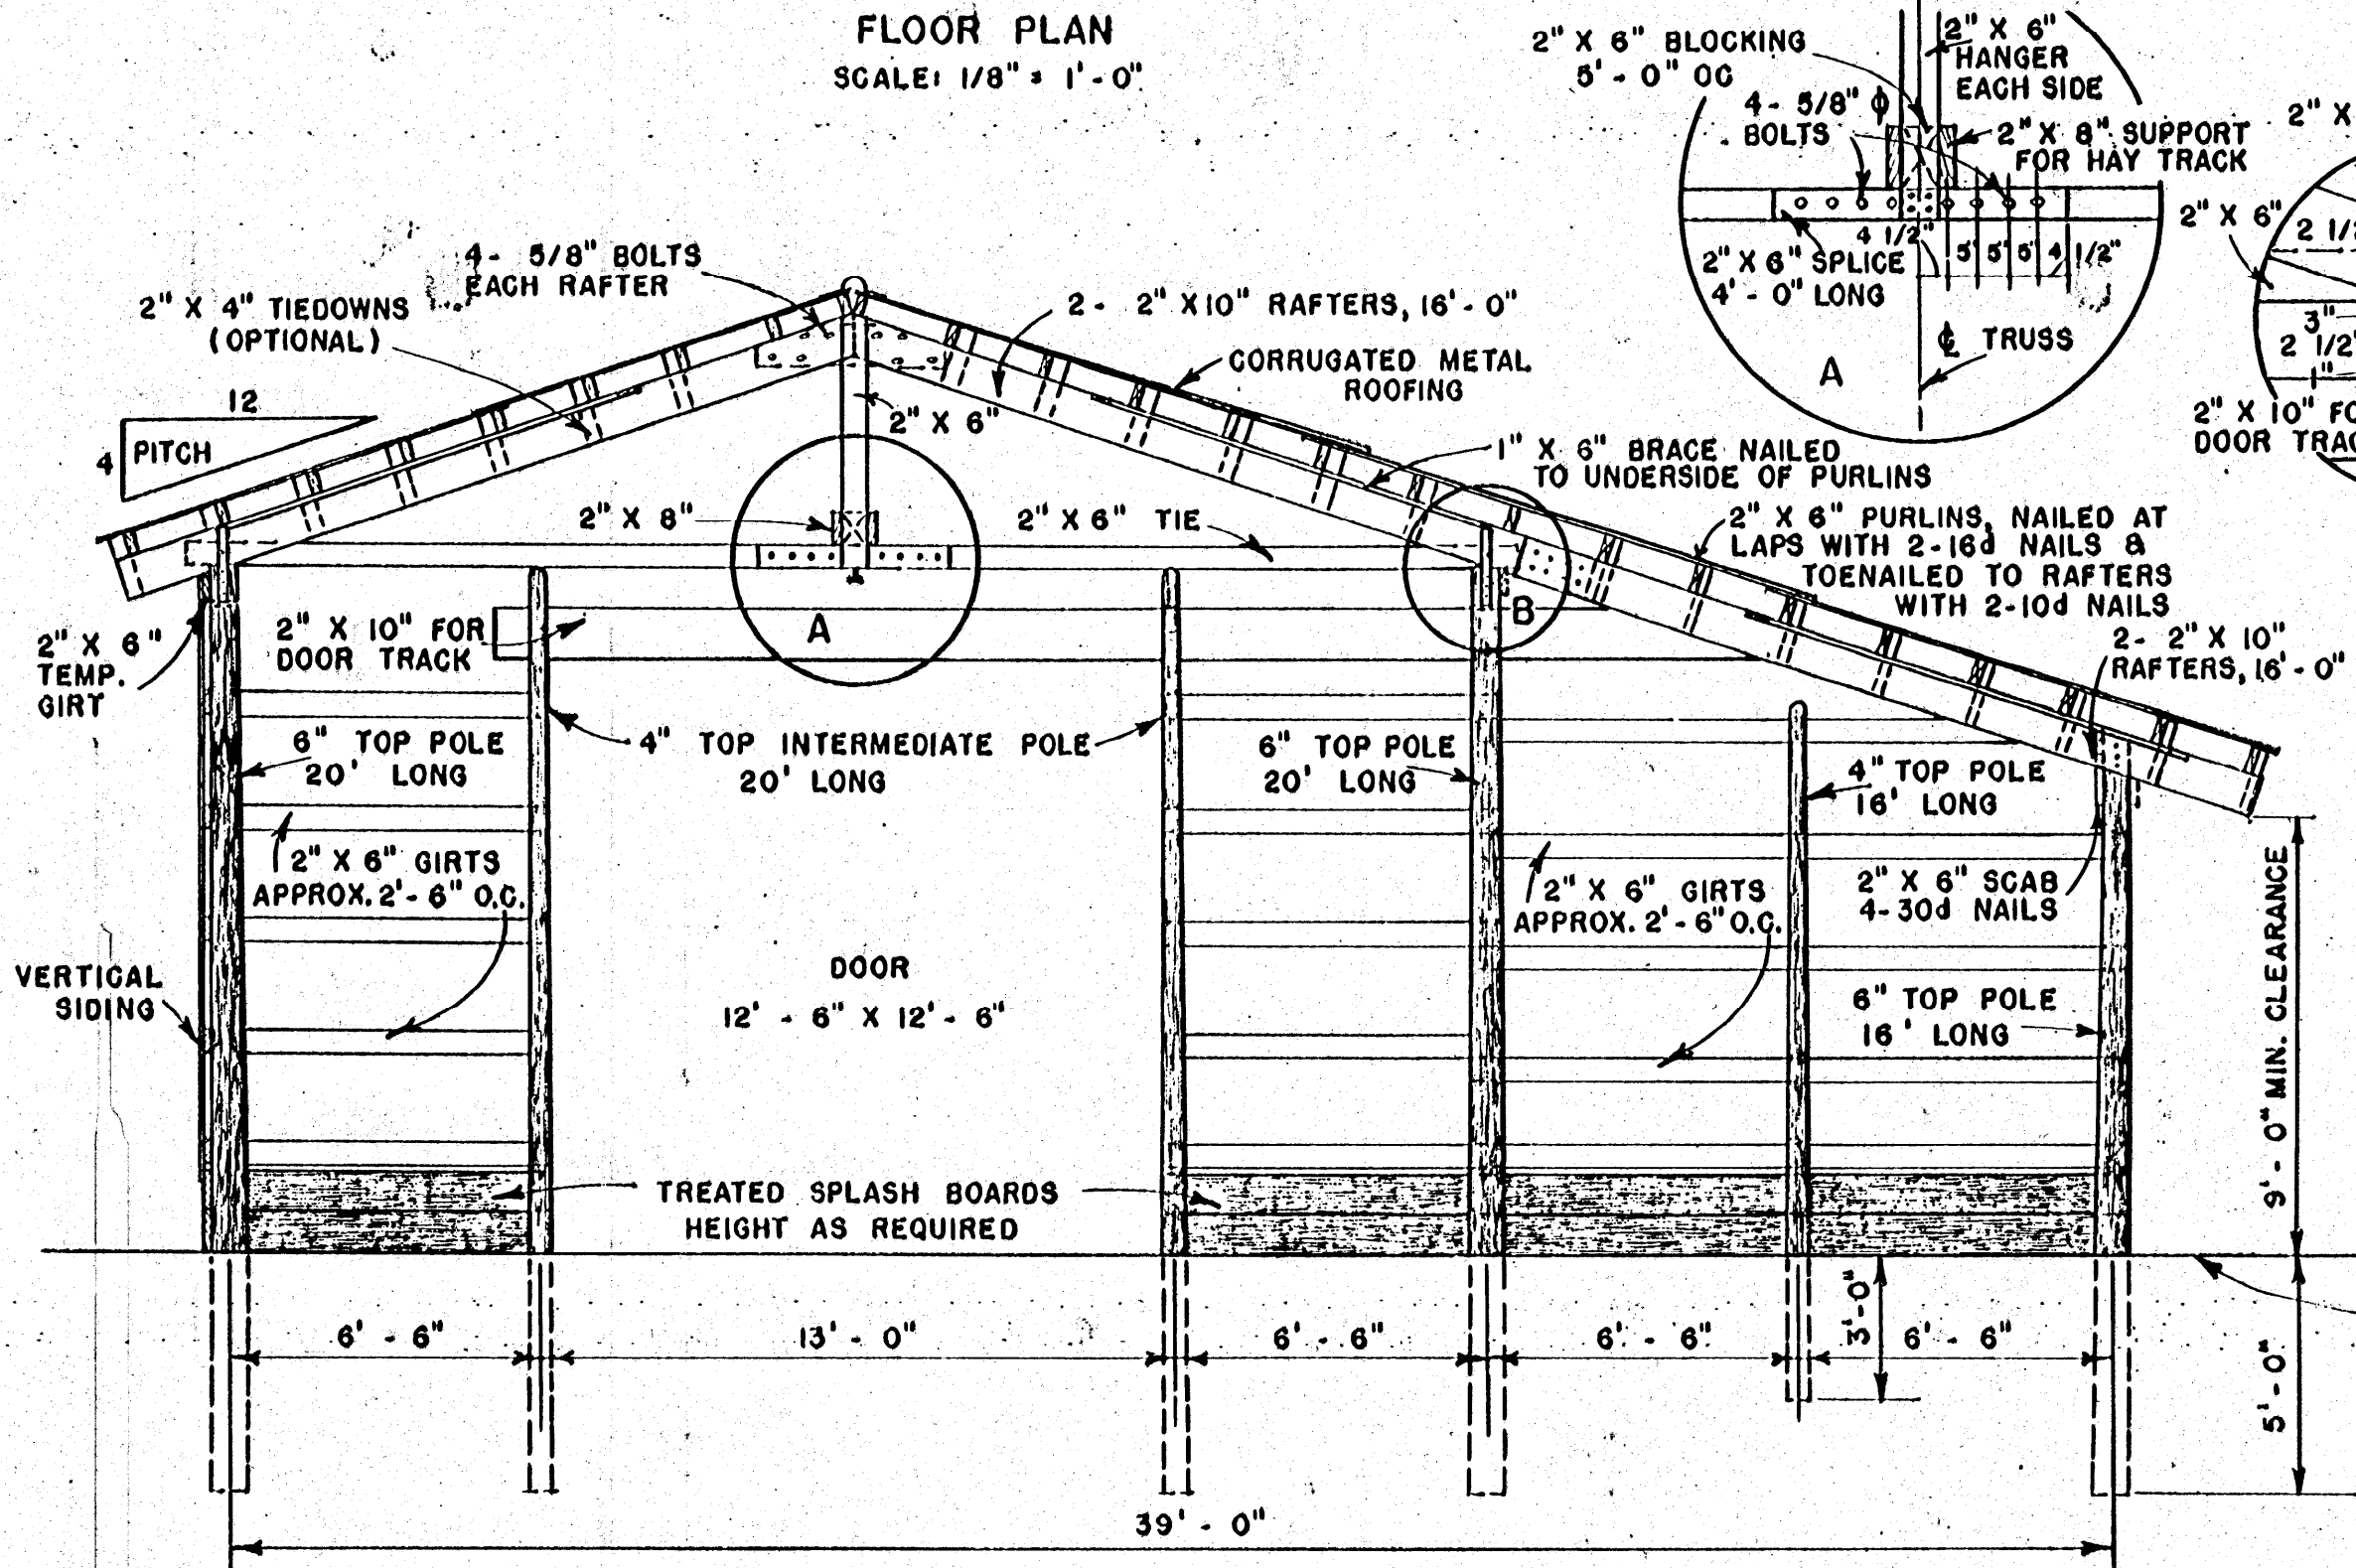 FLOOR PLAN
SCALE: 1/8" = 1'-0"
2" X 6" BLOCKING
5'-0" OC
2" X 6"
HANGER
EACH SIDE
4- 5/8" ϕ
BOLTS
2" X 8" SUPPORT
FOR HAY TRACK
2" X
2" X 6"
2 1/2
4 1/2"
5" 5" 5" 4 1/2"
2" X 6" SPLICE
4'-0" LONG
℄ TRUSS
A
3"
2 1/2"
1"
2" X 10" FO
DOOR TRAC
4- 5/8" BOLTS
EACH RAFTER
2" X 4" TIEDOWNS
(OPTIONAL)
2- 2" X 10" RAFTERS, 16'-0"
CORRUGATED METAL
ROOFING
12
4 PITCH
2" X 6"
1" X 6" BRACE NAILED
TO UNDERSIDE OF PURLINS
2" X 8"
2" X 6" TIE
2" X 6" PURLINS, NAILED AT
LAPS WITH 2-16d NAILS &
TOENAILED TO RAFTERS
WITH 2-10d NAILS
2" X 6"
TEMP.
GIRT
2" X 10" FOR
DOOR TRACK
A
B
2- 2" X 10"
RAFTERS, 16'-0"
6" TOP POLE
20' LONG
4" TOP INTERMEDIATE POLE
20' LONG
6" TOP POLE
20' LONG
4" TOP POLE
16' LONG
2" X 6" GIRTS
APPROX. 2'-6" O.C.
2" X 6" GIRTS
APPROX. 2'-6" O.C.
2" X 6" SCAB
4-30d NAILS
VERTICAL
SIDING
DOOR
12'-6" X 12'-6"
6" TOP POLE
16' LONG
9'-0" MIN. CLEARANCE
TREATED SPLASH BOARDS
HEIGHT AS REQUIRED
6'-6"
13'-0"
6'-6"
6'-6"
3'-0"
6'-6"
5'-0"
39'-0"